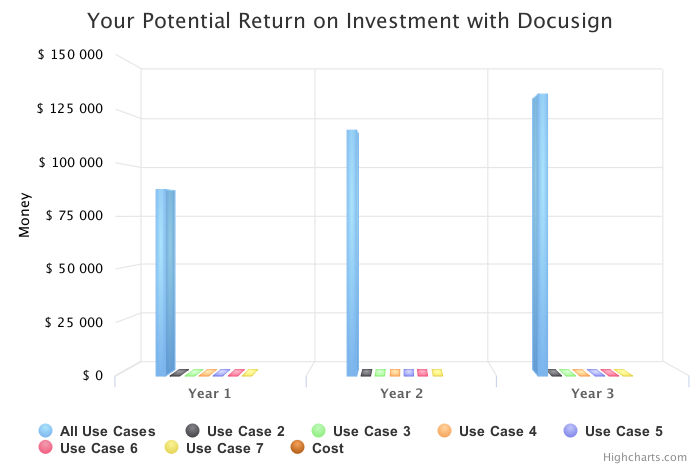 Your Potential Return on Investment with Docusign
$ 150 000
$ 125 000
$ 100 000
$ 75 000
$ 50 000
$ 25 000
$ 0
Money
Year 1
Year 2
Year 3
All Use Cases Use Case 2 Use Case 3 Use Case 4 Use Case 5
Use Case 6 Use Case 7 Cost
Highcharts.com